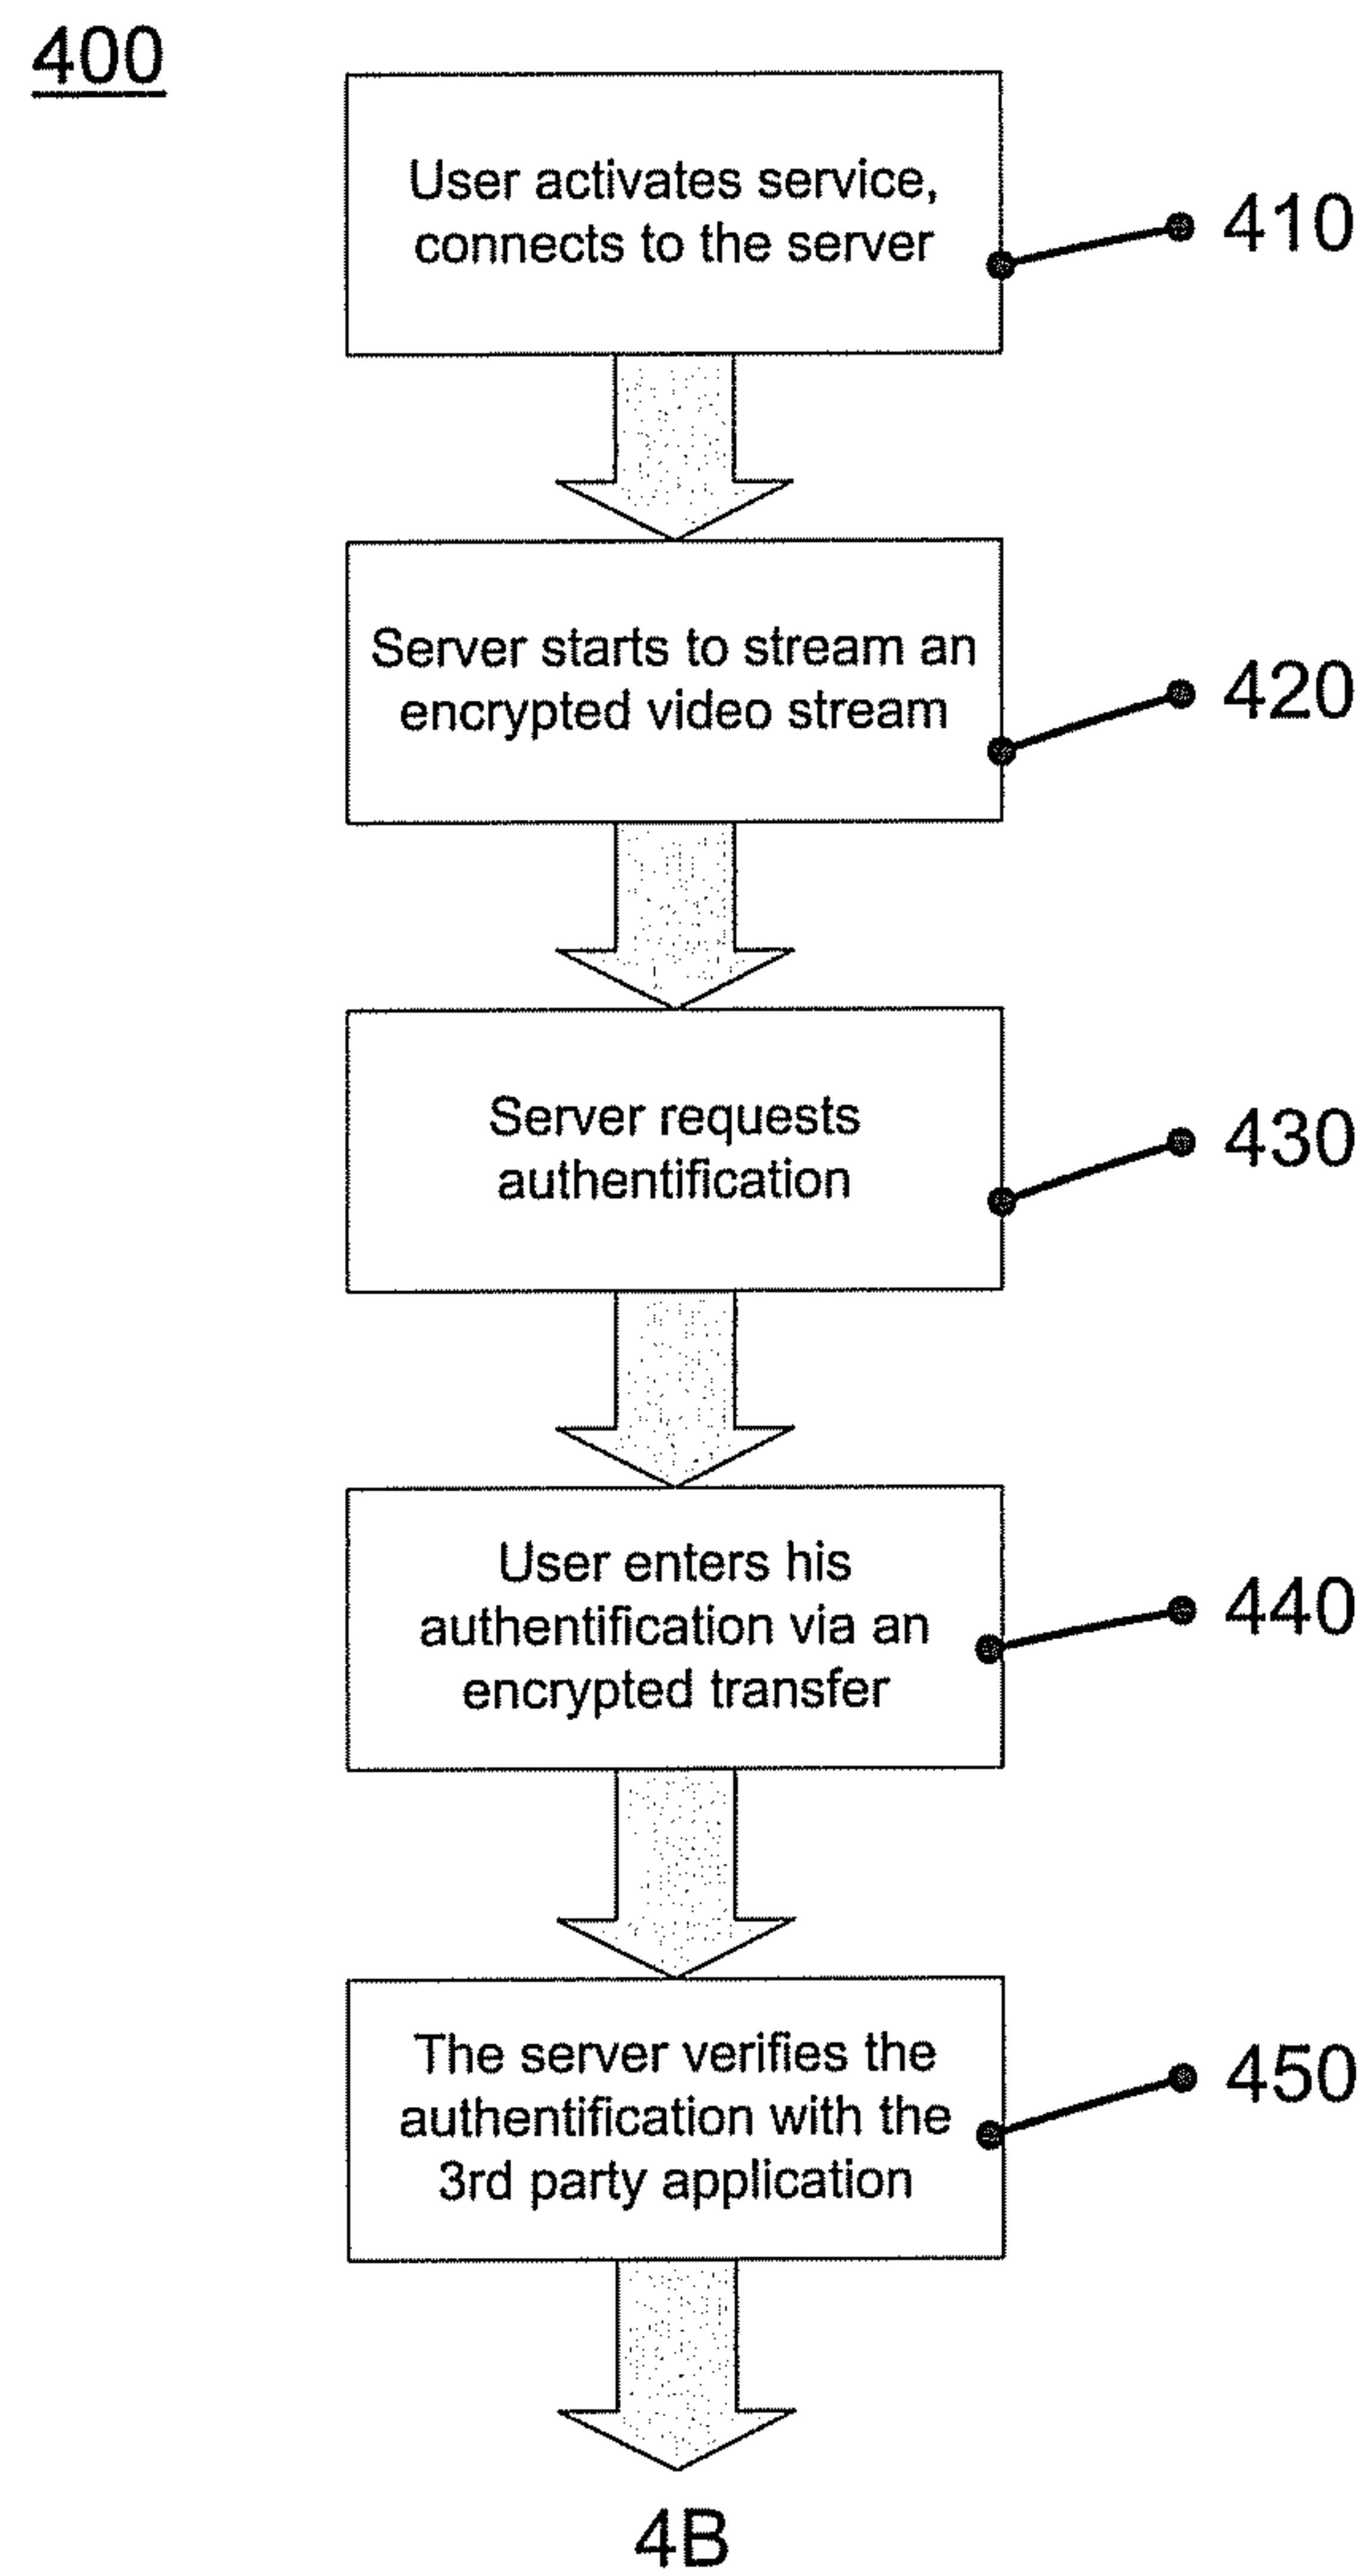 400
User activates service,
connects to the server
410
Server starts to stream an
encrypted video stream
420
Server requests
authentification
430
User enters his
authentification via an
encrypted transfer
440
The server verifies the
authentification with the
3rd party application
450
4B